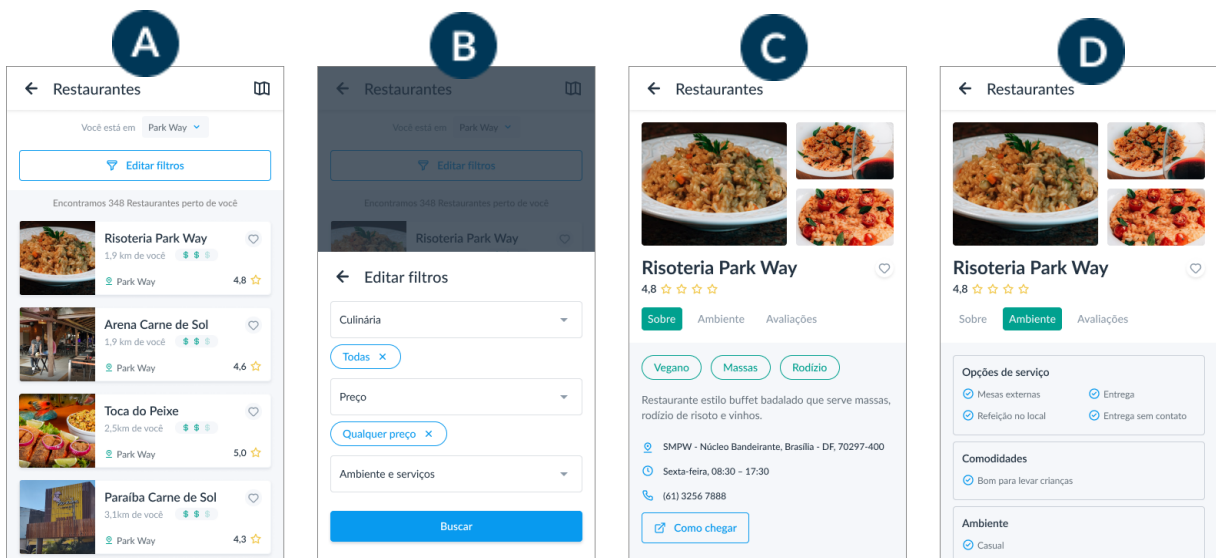 A
Restaurantes
Você está em Park Way
Editar filtros
Encontramos 348 Restaurantes perto de você
Risoteria Park Way
1,9 km de você $ $ $
Park Way 4,8
Arena Carne de Sol
1,9 km de você $ $ $
Park Way 4,6
Toca do Peixe
2,5km de você $ $ $
Park Way 5,0
Paraíba Carne de Sol
3,1km de você $ $ $
Park Way 4,3
B
Restaurantes
Você está em Park Way
Editar filtros
Encontramos 348 Restaurantes perto de você
Risoteria Park Way
Editar filtros
Culinária
Todas ×
Preço
Qualquer preço ×
Ambiente e serviços
Buscar
C
Restaurantes
Risoteria Park Way
4,8
Sobre Ambiente Avaliações
Vegano Massas Rodízio
Restaurante estilo buffet badalado que serve massas,
rodízio de risoto e vinhos.
SMPW - Núcleo Bandeirante, Brasília - DF, 70297-400
Sexta-feira, 08:30 – 17:30
(61) 3256 7888
Como chegar
D
Restaurantes
Risoteria Park Way
4,8
Sobre Ambiente Avaliações
Opções de serviço
Mesas externas Entrega
Refeição no local Entrega sem contato
Comodidades
Bom para levar crianças
Ambiente
Casual